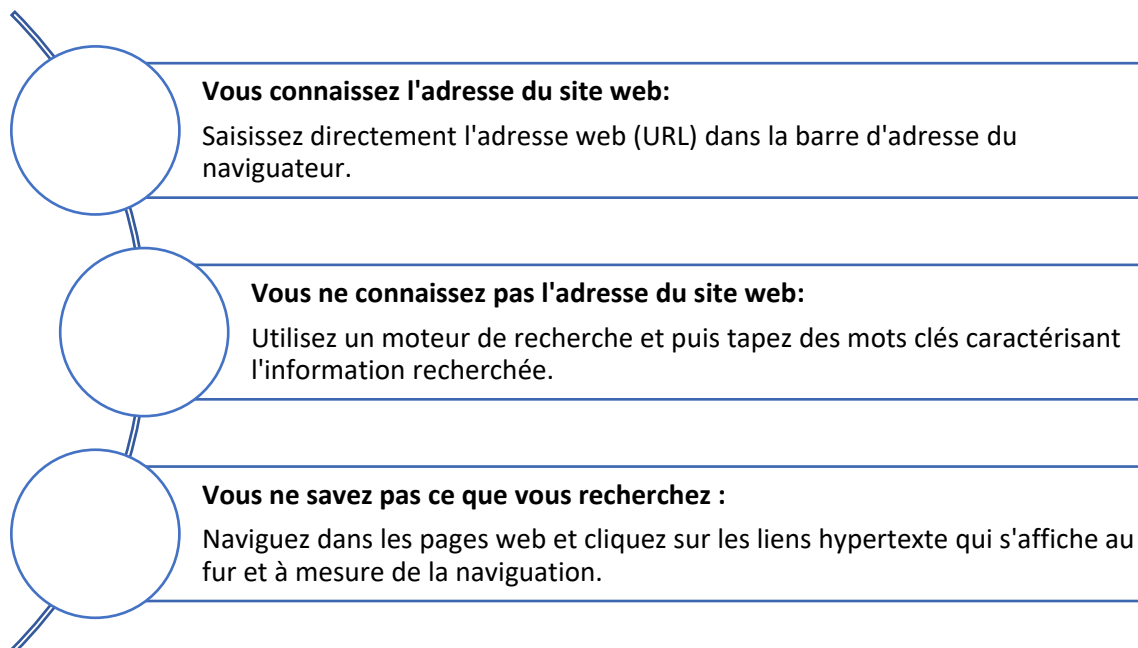 Vous connaissez l'adresse du site web:
Saisissez directement l'adresse web (URL) dans la barre d'adresse du
naviguateur.
Vous ne connaissez pas l'adresse du site web:
Utilisez un moteur de recherche et puis tapez des mots clés caractérisant
l'information recherchée.
Vous ne savez pas ce que vous recherchez :
Naviguez dans les pages web et cliquez sur les liens hypertexte qui s'affiche au
fur et à mesure de la naviguation.